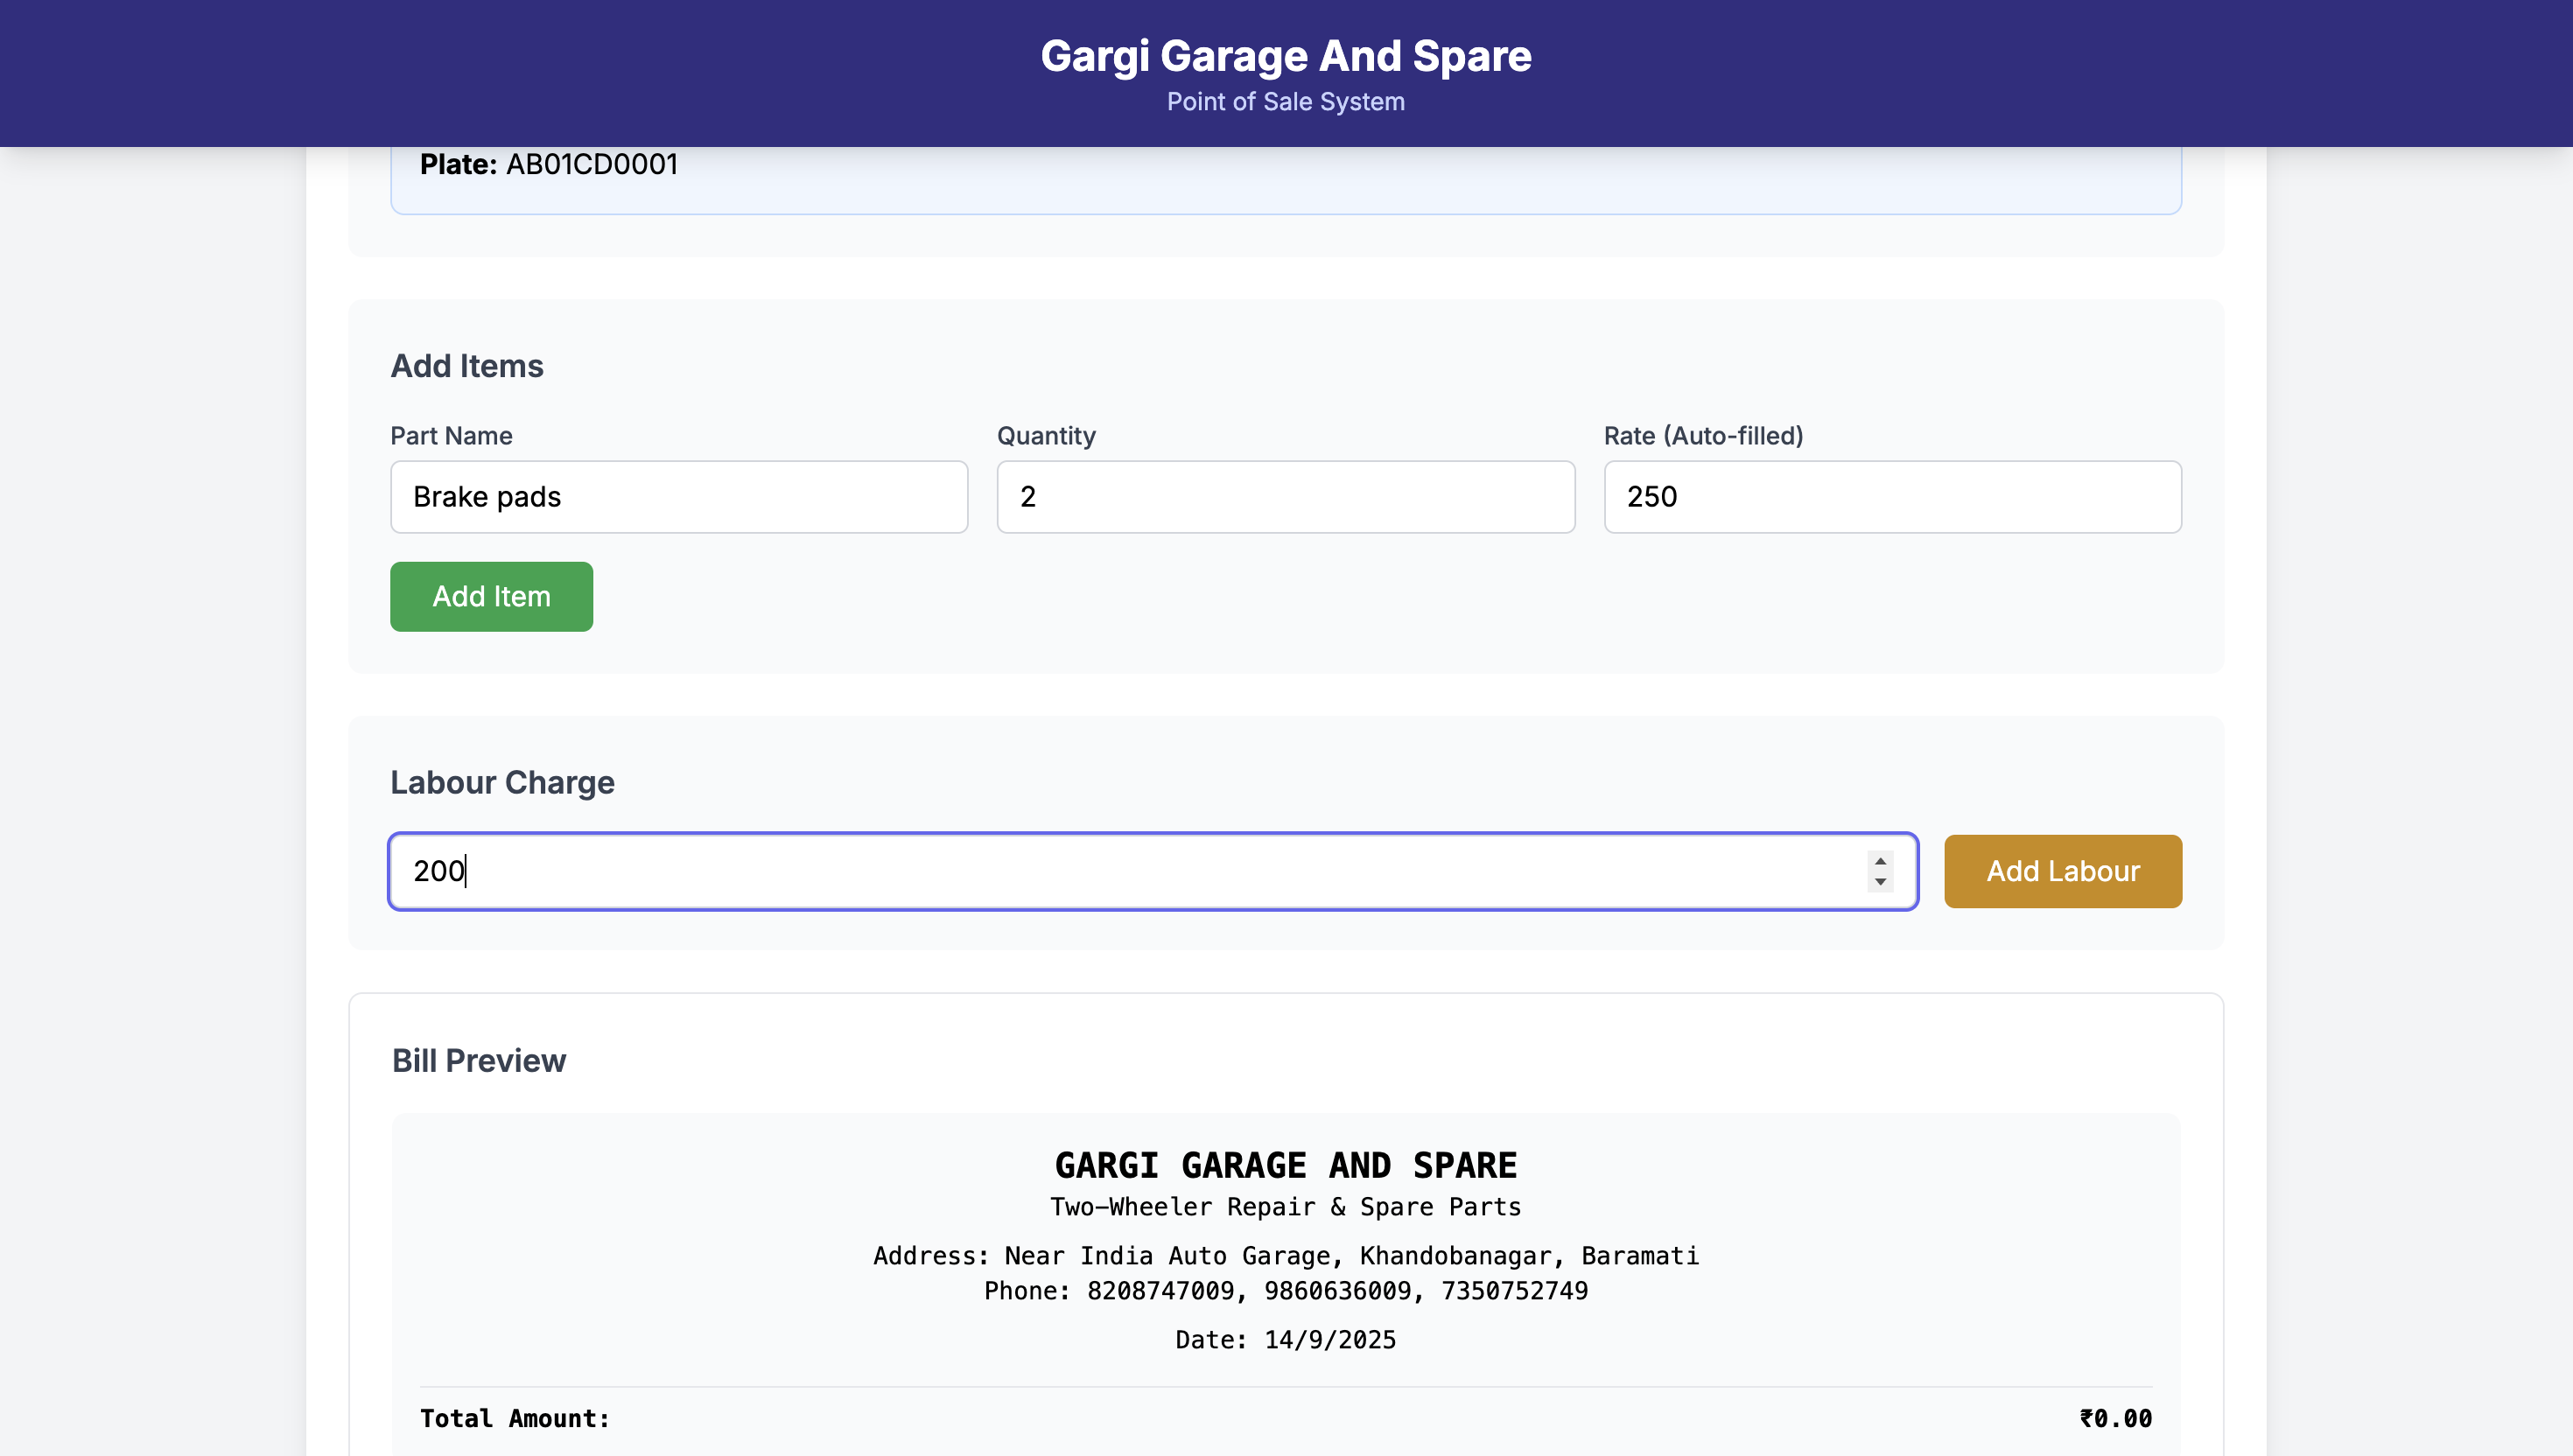 Gargi Garage And Spare
Point of Sale System
Plate: AB01CD0001
Add Items
Part Name Quantity Rate (Auto-filled)
Brake pads 2 250
Add Item
Labour Charge
200 Add Labour
Bill Preview
GARGI GARAGE AND SPARE
Two-Wheeler Repair & Spare Parts
Address: Near India Auto Garage, Khandobanagar, Baramati
Phone: 8208747009, 9860636009, 7350752749
Date: 14/9/2025
Total Amount: ₹0.00